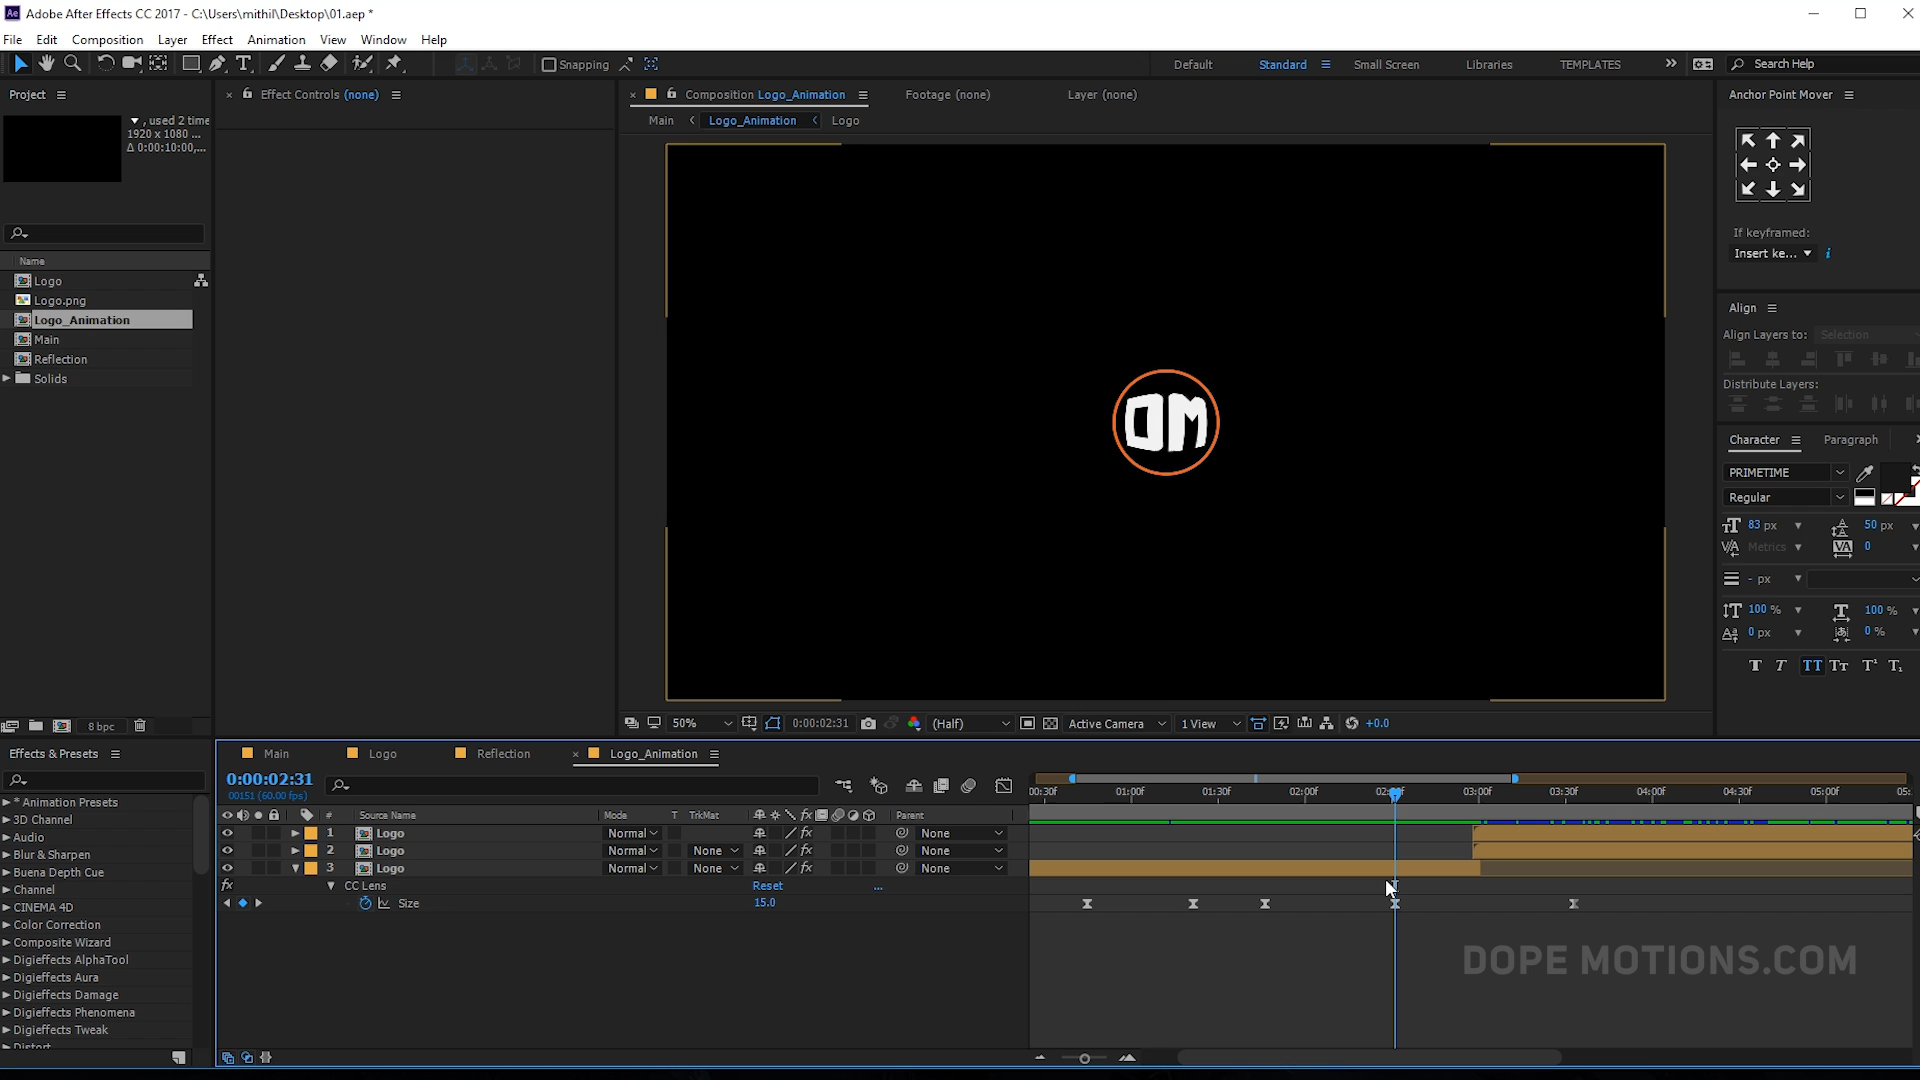 Adobe After Effects CC 2017 - C:\Users\mithil\Desktop\01.aep *
File Edit Composition Layer Effect Animation View Window Help
Snapping Default Standard Small Screen Libraries TEMPLATES Search Help
Project Effect Controls (none) Composition Logo_Animation Footage (none) Layer (none) Anchor Point Mover
, used 2 time
1920 x 1080 ...
Δ 0:00:10:00,...
Main Logo_Animation Logo
If keyframed:
Insert ke...
Name
Logo
Logo.png
Logo_Animation
Main
Reflection
Solids
DM
Align
Align Layers to: Selection
Distribute Layers:
Character Paragraph
PRIMETIME
Regular
83 px 50 px
Metrics 0
- px
100 % 100 %
0 px 0 %
8 bpc
50% 0:00:02:31 (Half) Active Camera 1 View +0.0
Effects & Presets
Main Logo Reflection Logo_Animation
0:00:02:31
00151 (60.00 fps)
00:30f 01:00f 01:30f 02:00f 03:00f 03:30f 04:00f 04:30f 05:00f
# Source Name Mode T TrkMat Parent
1 Logo Normal None
2 Logo Normal None None
3 Logo Normal None None
fx CC Lens Reset ...
Size 15.0
* Animation Presets
3D Channel
Audio
Blur & Sharpen
Buena Depth Cue
Channel
CINEMA 4D
Color Correction
Composite Wizard
Digieffects AlphaTool
Digieffects Aura
Digieffects Damage
Digieffects Phenomena
Digieffects Tweak
Distort
DOPE MOTIONS.COM